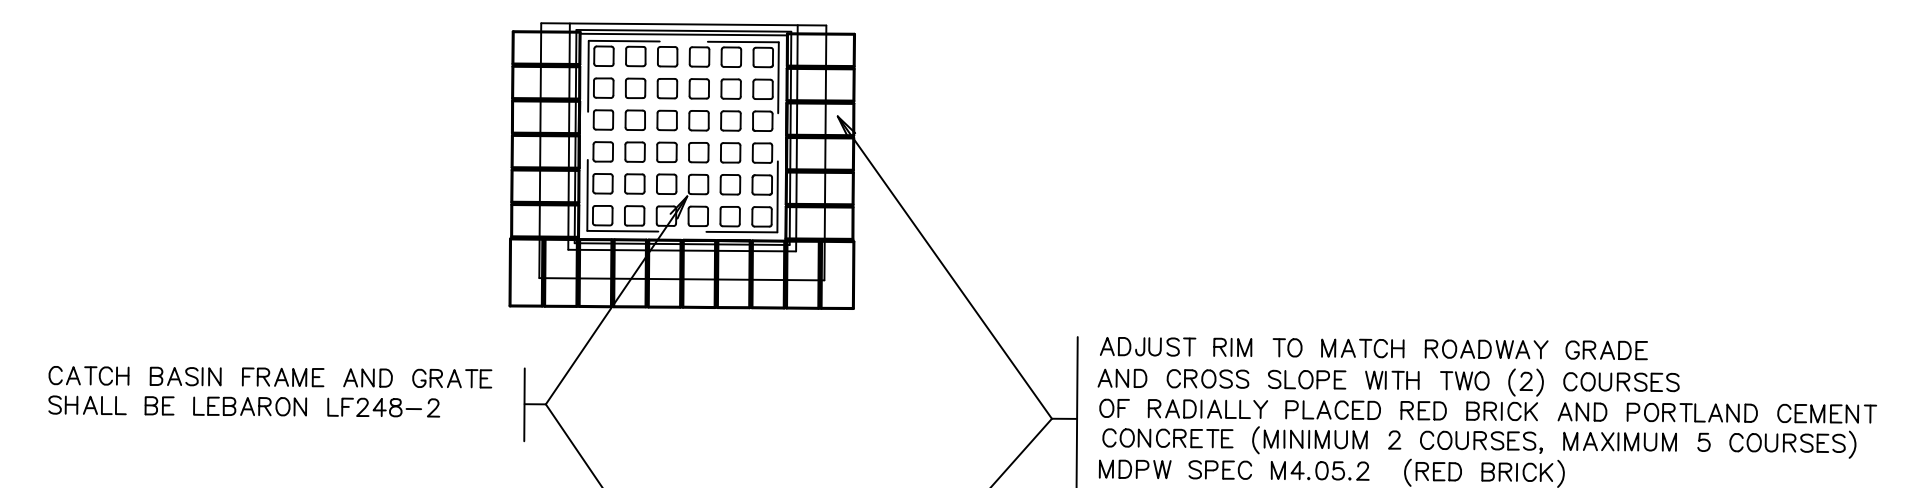 CATCH BASIN FRAME AND GRATE
SHALL BE LEBARON LF248-2
ADJUST RIM TO MATCH ROADWAY GRADE
AND CROSS SLOPE WITH TWO (2) COURSES
OF RADIALLY PLACED RED BRICK AND PORTLAND CEMENT
CONCRETE (MINIMUM 2 COURSES, MAXIMUM 5 COURSES)
MDPW SPEC M4.05.2 (RED BRICK)